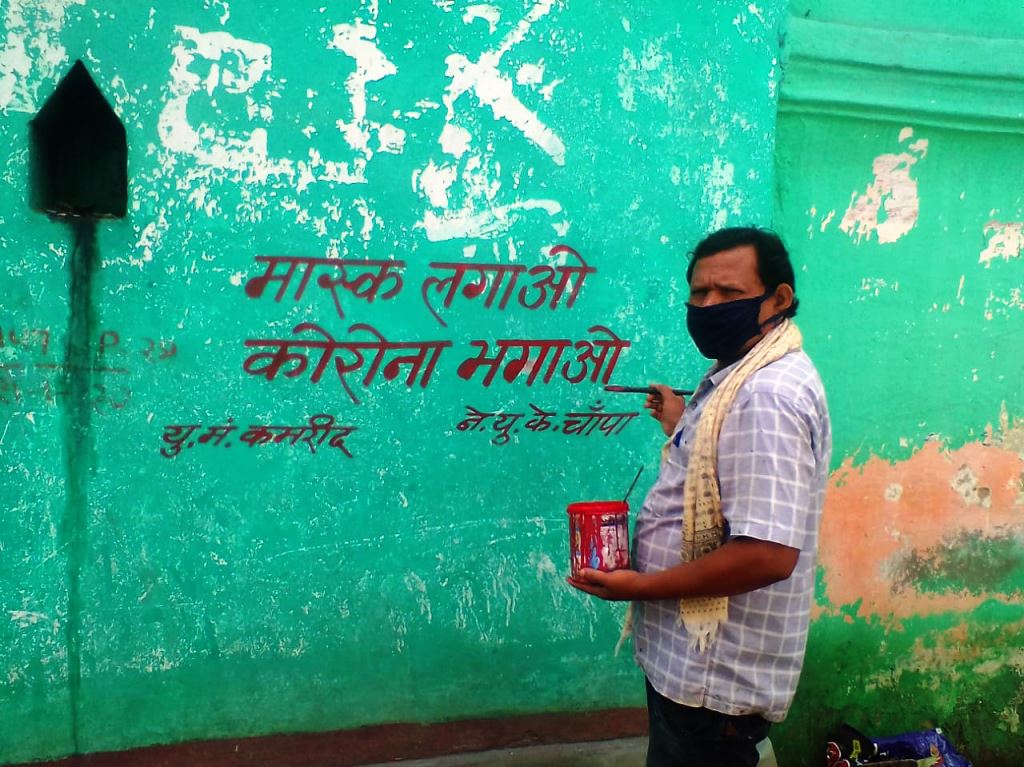 मास्क लगाओ
कोरोना भगाओ
यु.मं. कमरीद
ने.यु.के.चाँपा